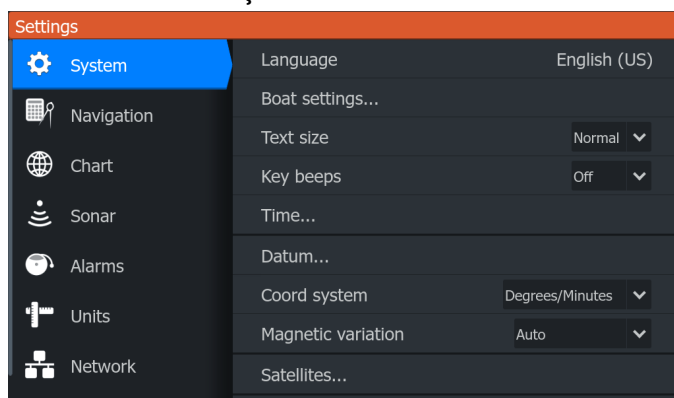 Settings
System
Navigation
Chart
Sonar
Alarms
Units
Network
Language English (US)
Boat settings...
Text size Normal
Key beeps Off
Time...
Datum...
Coord system Degrees/Minutes
Magnetic variation Auto
Satellites...